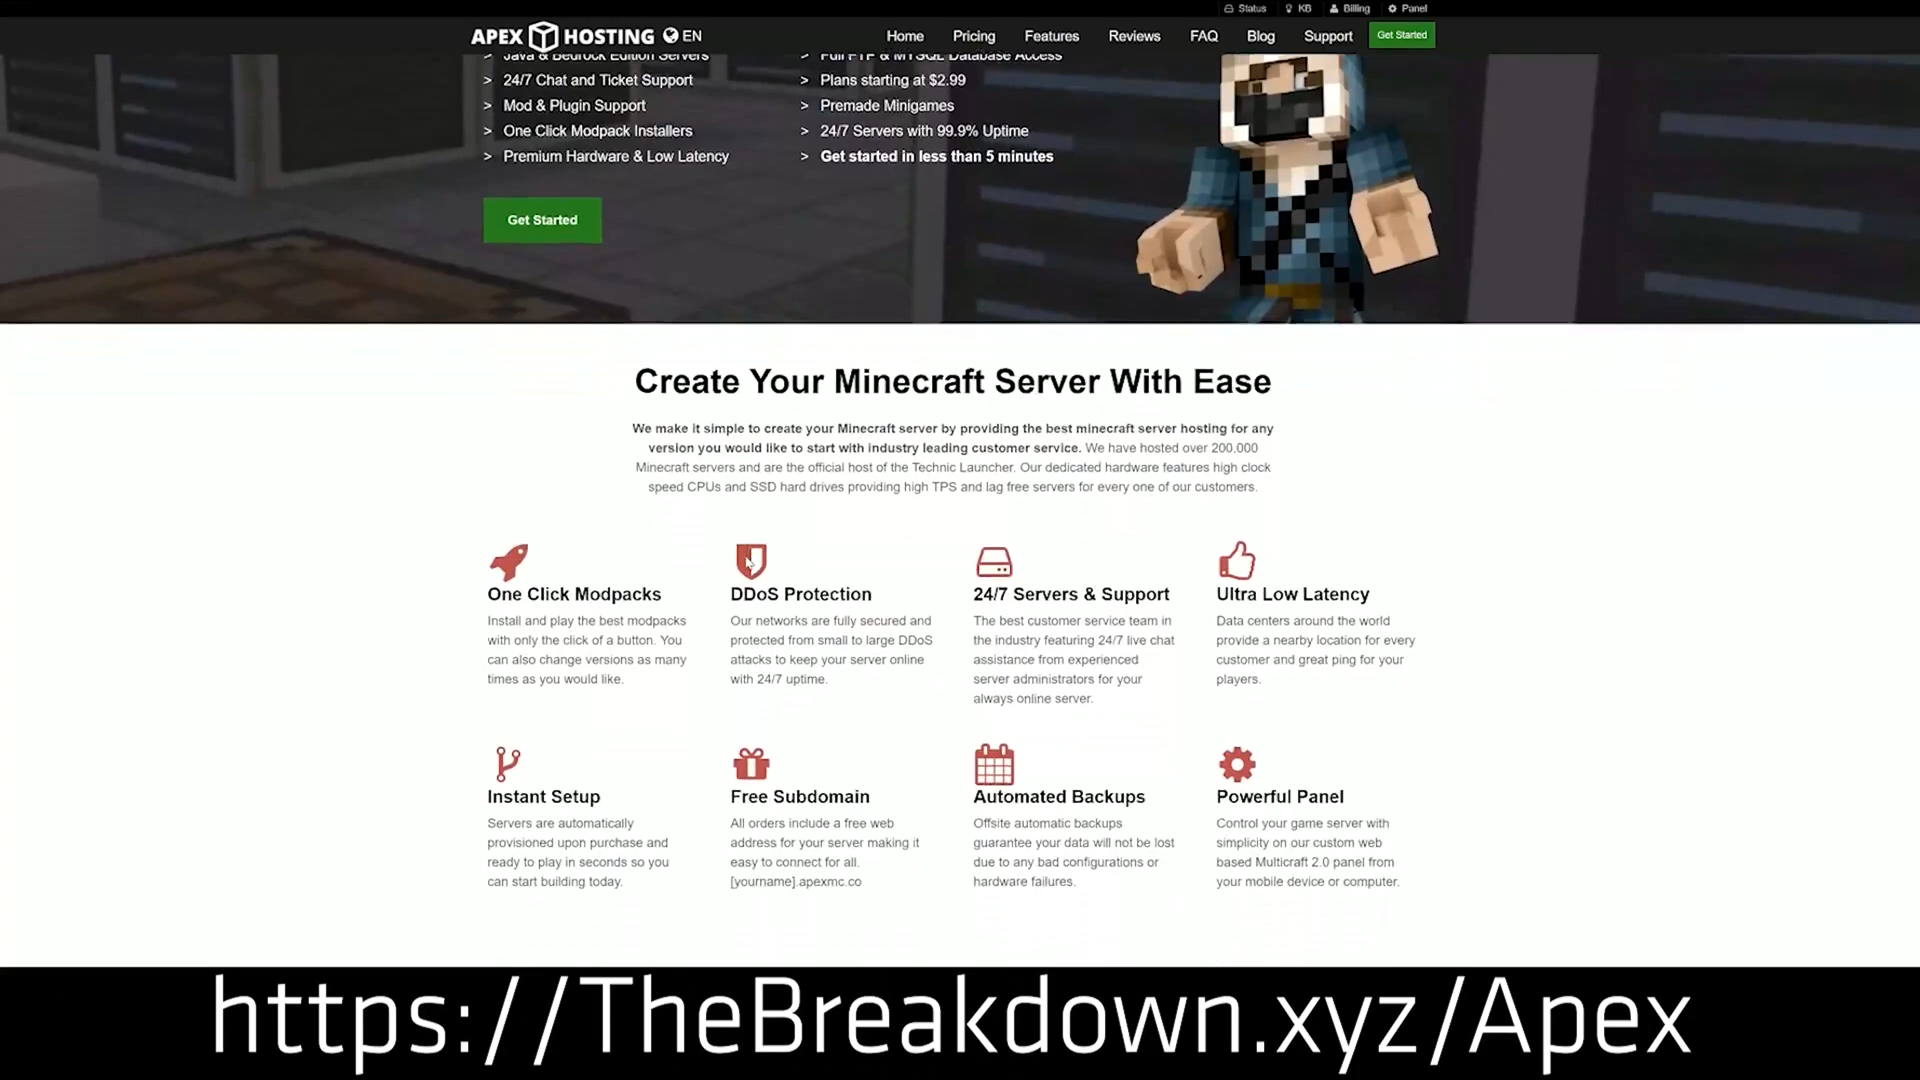 Status KB Billing Panel
APEX HOSTING EN Home Pricing Features Reviews FAQ Blog Support Get Started
> Java & Bedrock Edition Servers
> 24/7 Chat and Ticket Support
> Mod & Plugin Support
> One Click Modpack Installers
> Premium Hardware & Low Latency
> Full FTP & MYSQL Database Access
> Plans starting at $2.99
> Premade Minigames
> 24/7 Servers with 99.9% Uptime
> Get started in less than 5 minutes
Get Started
Create Your Minecraft Server With Ease
We make it simple to create your Minecraft server by providing the best minecraft server hosting for any
version you would like to start with industry leading customer service. We have hosted over 200,000
Minecraft servers and are the official host of the Technic Launcher. Our dedicated hardware features high clock
speed CPUs and SSD hard drives providing high TPS and lag free servers for every one of our customers.
One Click Modpacks
Install and play the best modpacks
with only the click of a button. You
can also change versions as many
times as you would like.
DDoS Protection
Our networks are fully secured and
protected from small to large DDoS
attacks to keep your server online
with 24/7 uptime.
24/7 Servers & Support
The best customer service team in
the industry featuring 24/7 live chat
assistance from experienced
server administrators for your
always online server.
Ultra Low Latency
Data centers around the world
provide a nearby location for every
customer and great ping for your
players.
Instant Setup
Servers are automatically
provisioned upon purchase and
ready to play in seconds so you
can start building today.
Free Subdomain
All orders include a free web
address for your server making it
easy to connect for all.
[yourname].apexmc.co
Automated Backups
Offsite automatic backups
guarantee your data will not be lost
due to any bad configurations or
hardware failures.
Powerful Panel
Control your game server with
simplicity on our custom web
based Multicraft 2.0 panel from
your mobile device or computer.
https://TheBreakdown.xyz/Apex